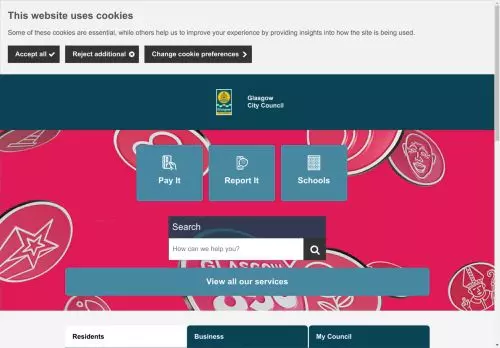 This website uses cookies
Some of these cookies are essential, while others help us to improve your experience by providing insights into how the site is being used.
Accept all
Reject additional
Change cookie preferences
Glasgow
City Council
Pay It
Report It
Schools
Search
How can we help you?
GLASGOW
850
View all our services
Residents
Business
My Council